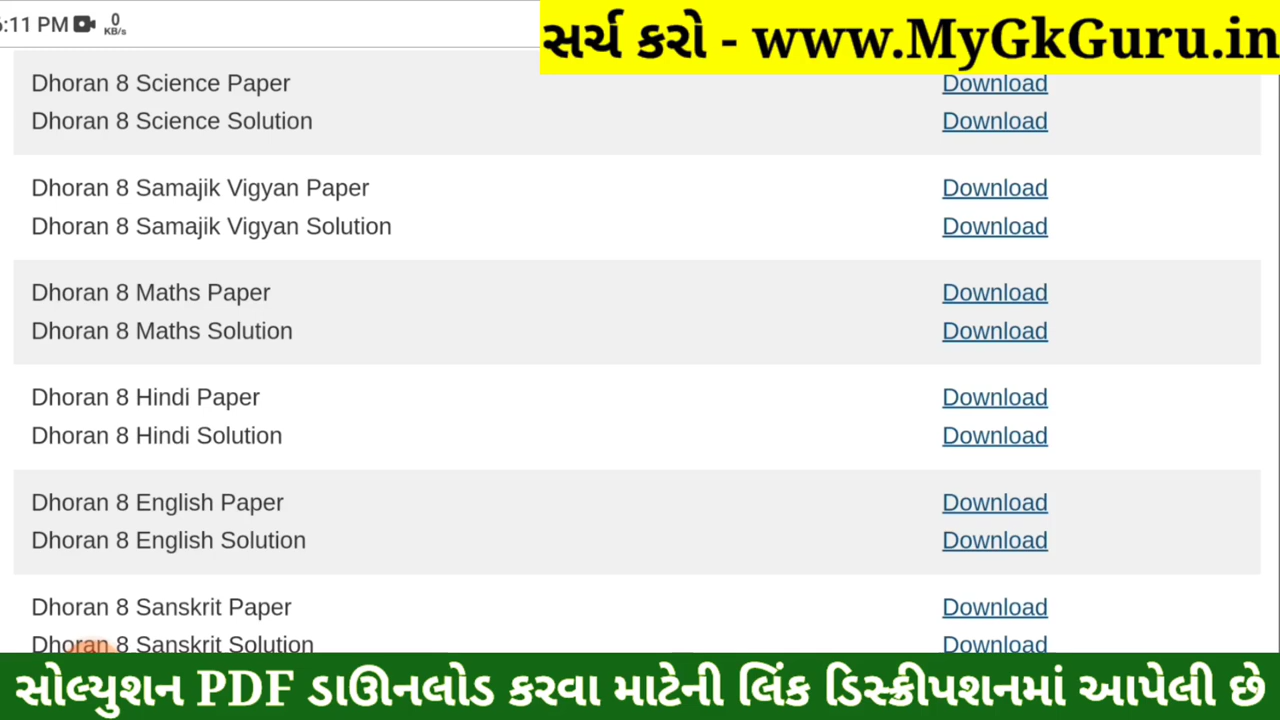 6:11 PM 0 KB/s
સર્ચ કરો - www.MyGkGuru.in
Dhoran 8 Science Paper Download
Dhoran 8 Science Solution Download
Dhoran 8 Samajik Vigyan Paper Download
Dhoran 8 Samajik Vigyan Solution Download
Dhoran 8 Maths Paper Download
Dhoran 8 Maths Solution Download
Dhoran 8 Hindi Paper Download
Dhoran 8 Hindi Solution Download
Dhoran 8 English Paper Download
Dhoran 8 English Solution Download
Dhoran 8 Sanskrit Paper Download
Dhoran 8 Sanskrit Solution Download
સોલ્યુશન PDF ડાઊનલોડ કરવા માટેની લિંક ડિસ્ક્રીપશનમાં આપેલી છે